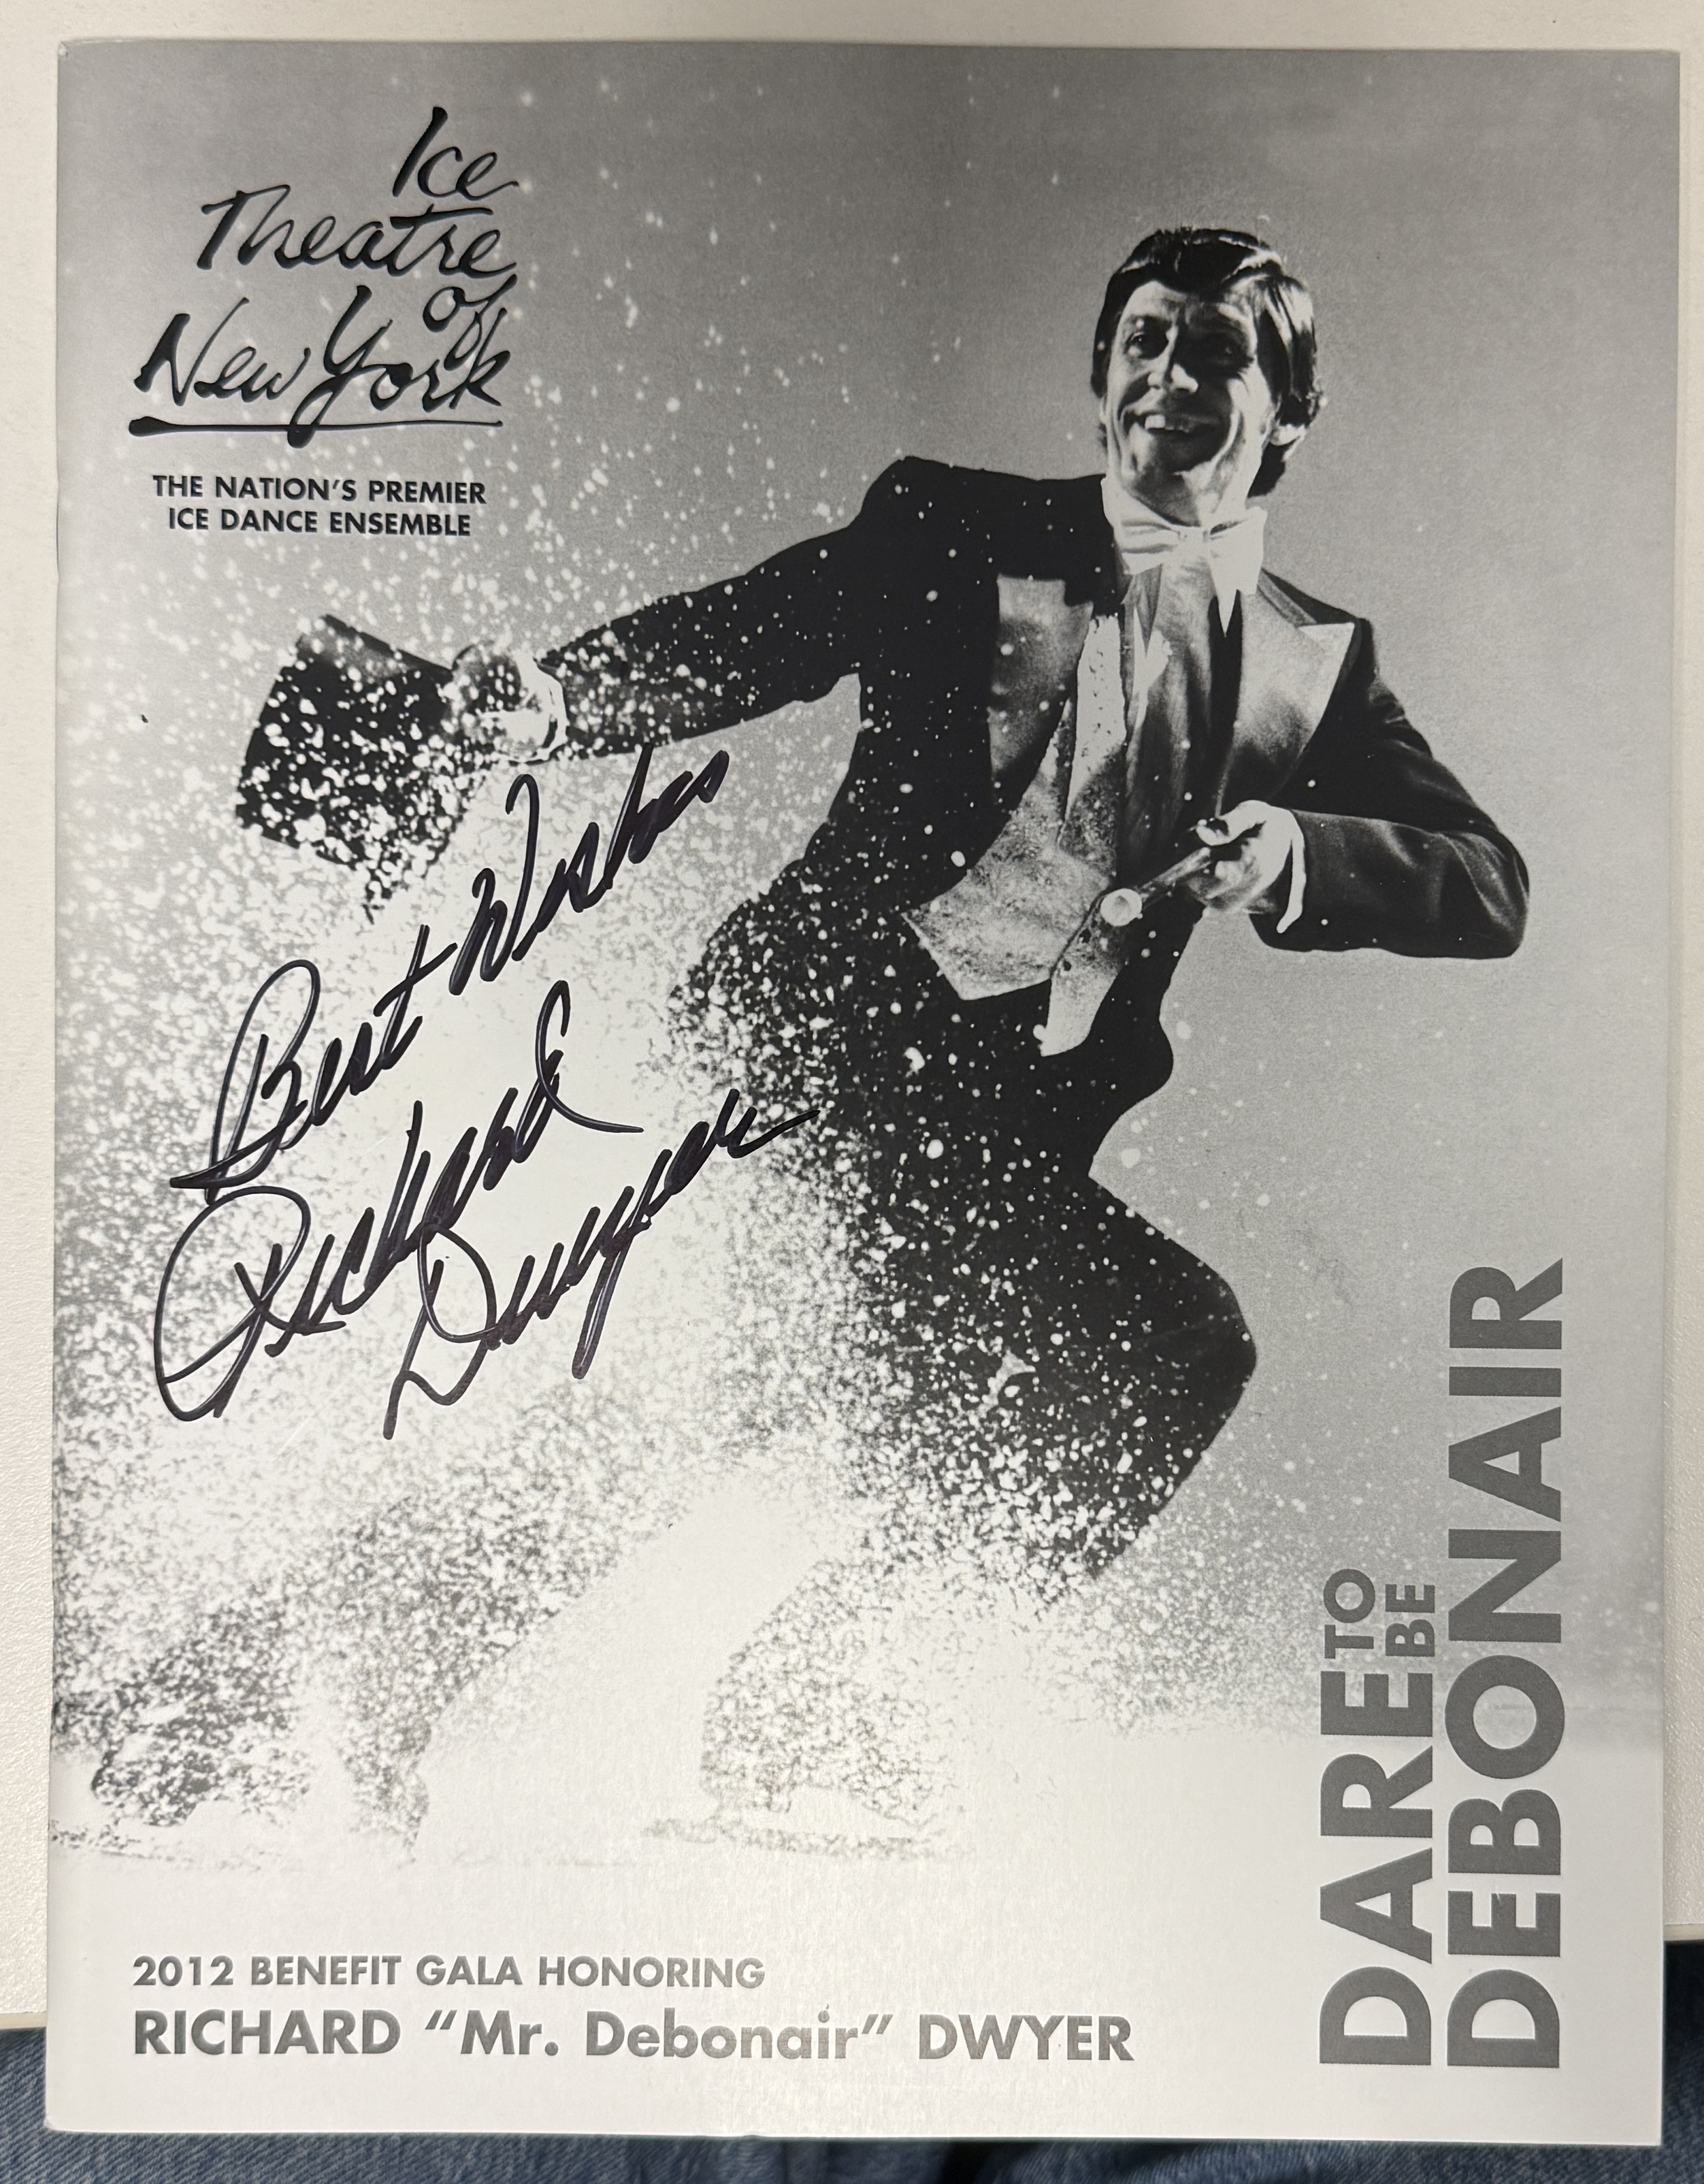 Ice
Theatre
of
New York
THE NATION'S PREMIER
ICE DANCE ENSEMBLE
Best Wishes
Richard
Dwyer
DARE TO BE
DEBONAIR
2012 BENEFIT GALA HONORING
RICHARD “Mr. Debonair” DWYER